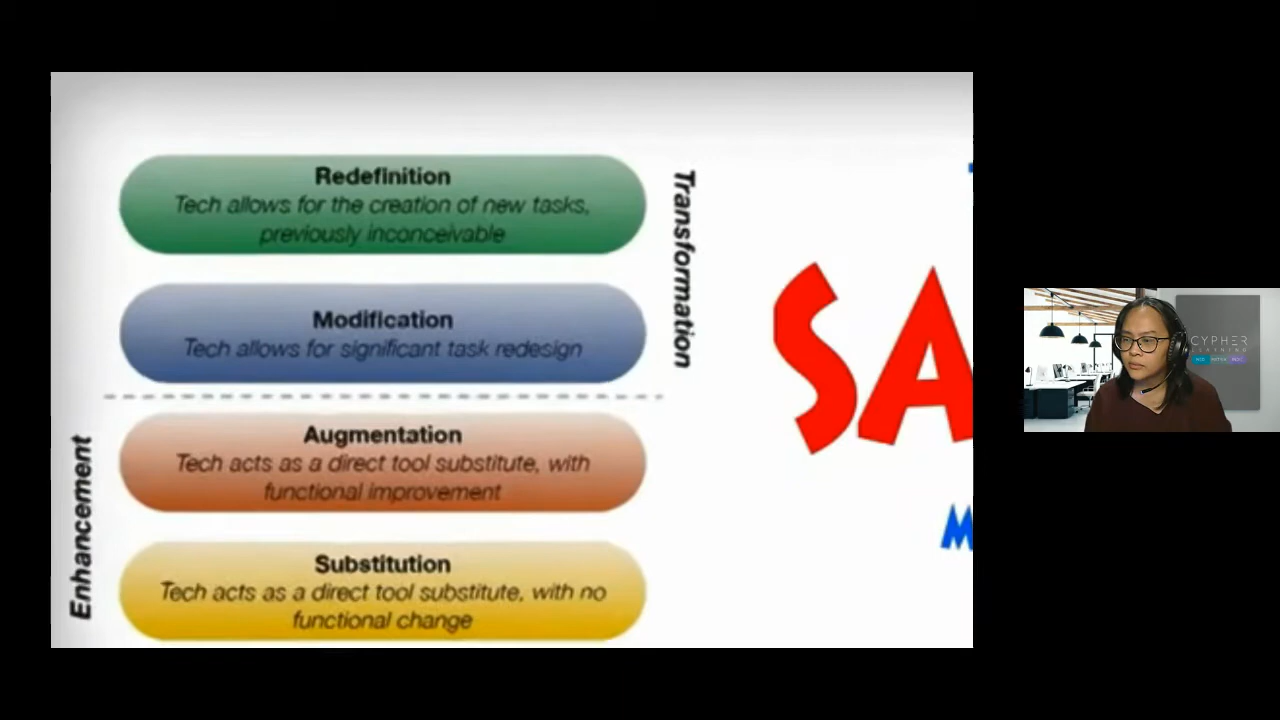 Redefinition
Tech allows for the creation of new tasks,
previously inconceivable
Transformation
Modification
Tech allows for significant task redesign
Augmentation
Tech acts as a direct tool substitute, with
functional improvement
Enhancement
Substitution
Tech acts as a direct tool substitute, with no
functional change
SA
M
CYPHER
LEARNING